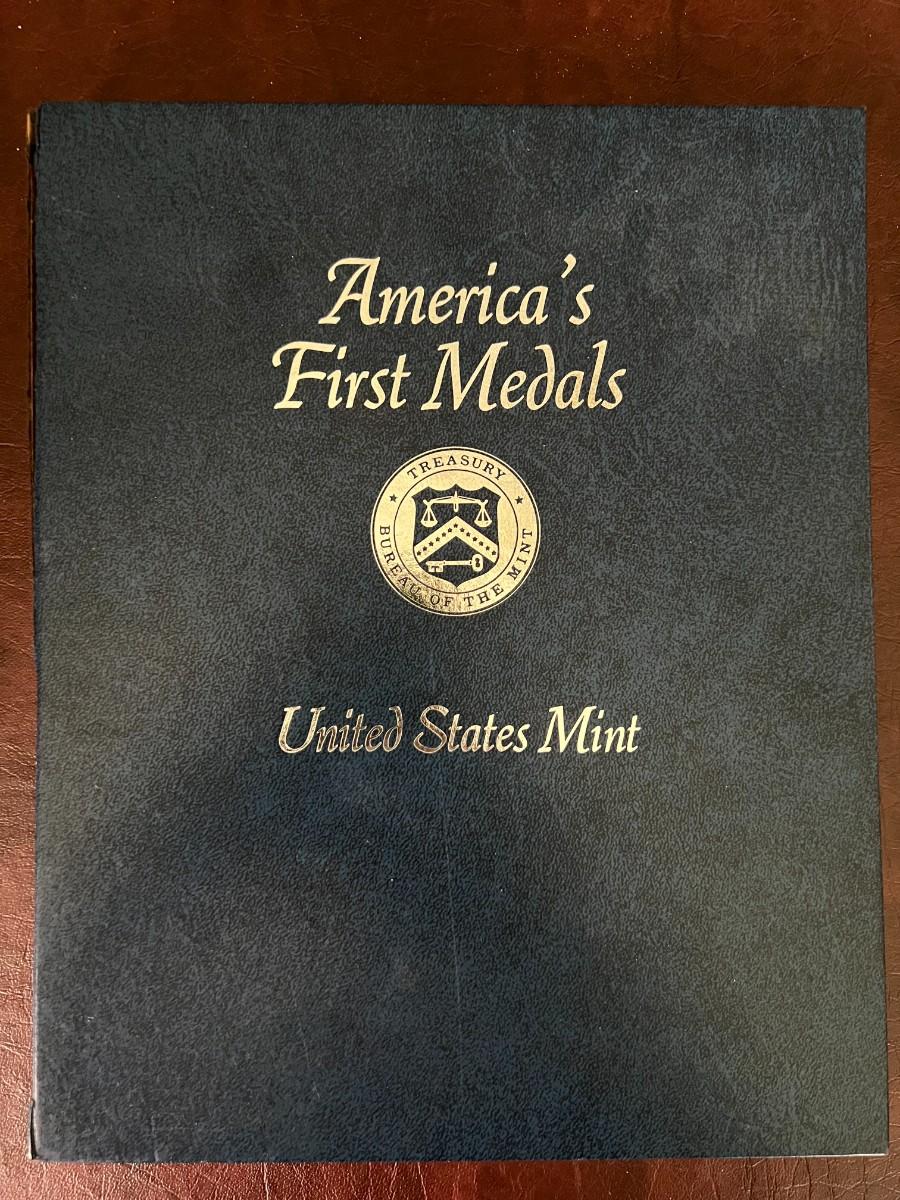 America's
First Medals
TREASURY
BUREAU OF THE MINT
United States Mint